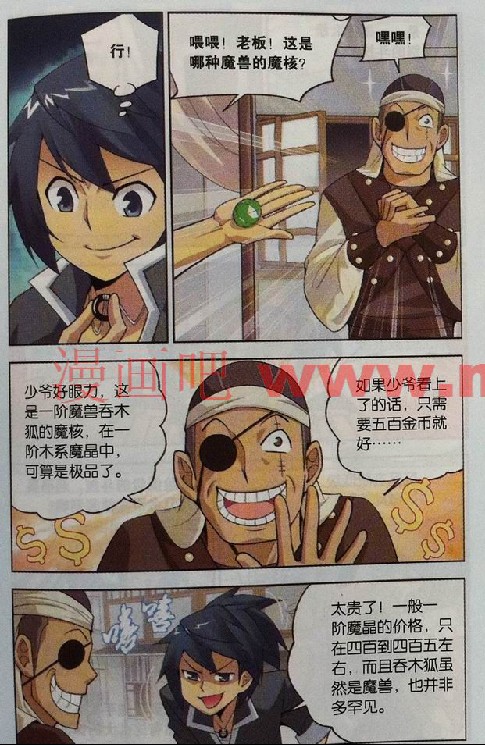 行！
喂喂！老板！这是
哪种魔兽的魔核？
嘿嘿！
漫画吧 www.m
少爷好眼力，这
是一阶魔兽吞木
狐的魔核，在一
阶木系魔晶中，
可算是极品了。
如果少爷看上
了的话，只需
要五百金币就
好……
$$
$$
嘻嘻
太贵了！一般一
阶魔晶的价格，只
在四百到四百五左
右，而且吞木狐虽
然是魔兽，也并非
多罕见。